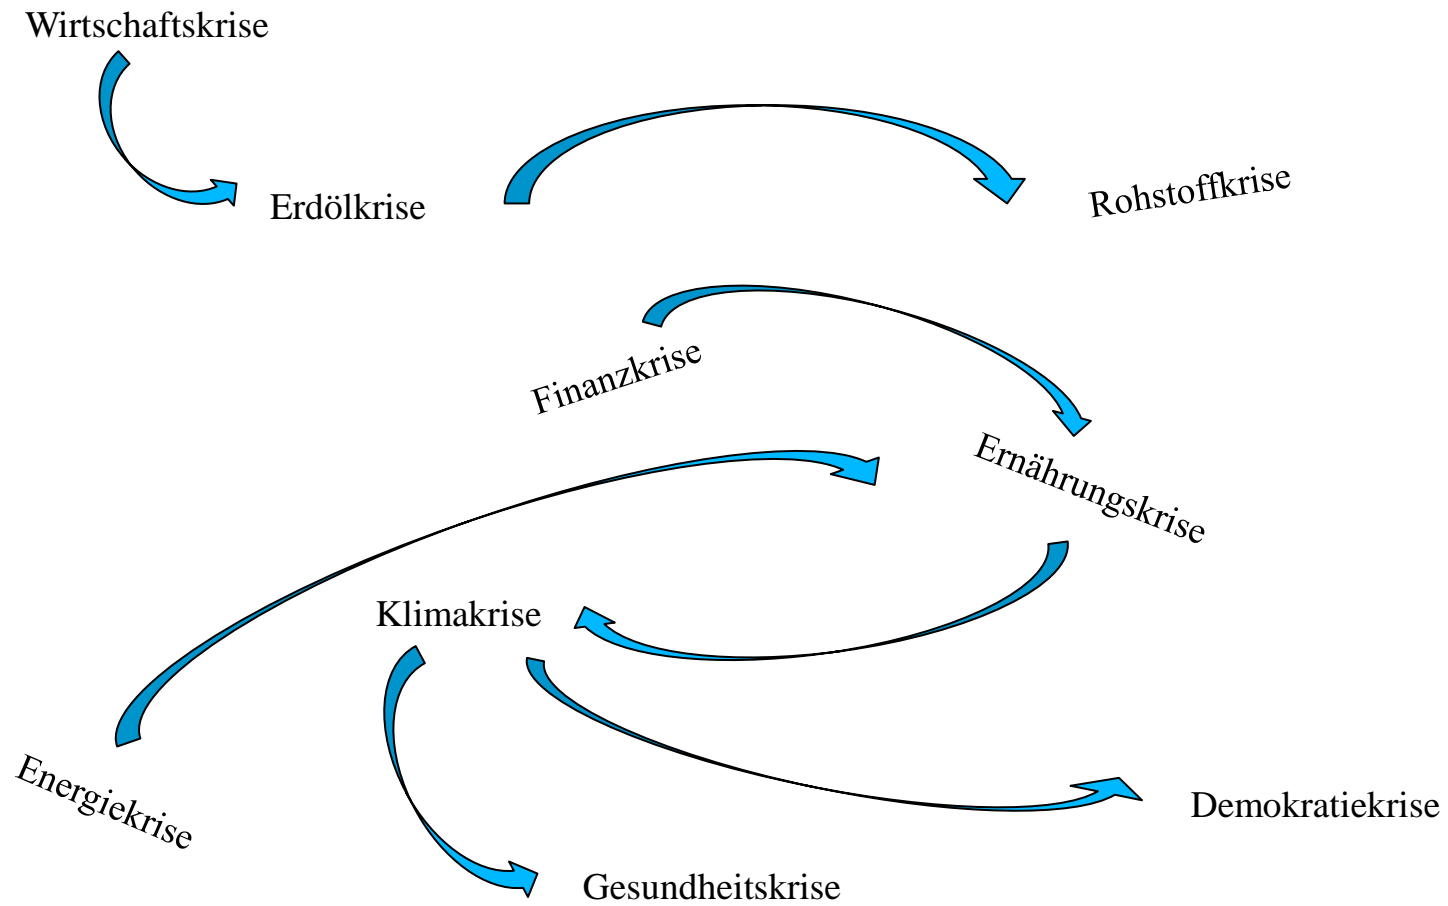 Wirtschaftskrise
Erdölkrise
Rohstoffkrise
Finanzkrise
Ernährungskrise
Klimakrise
Energiekrise
Demokratiekrise
Gesundheitskrise